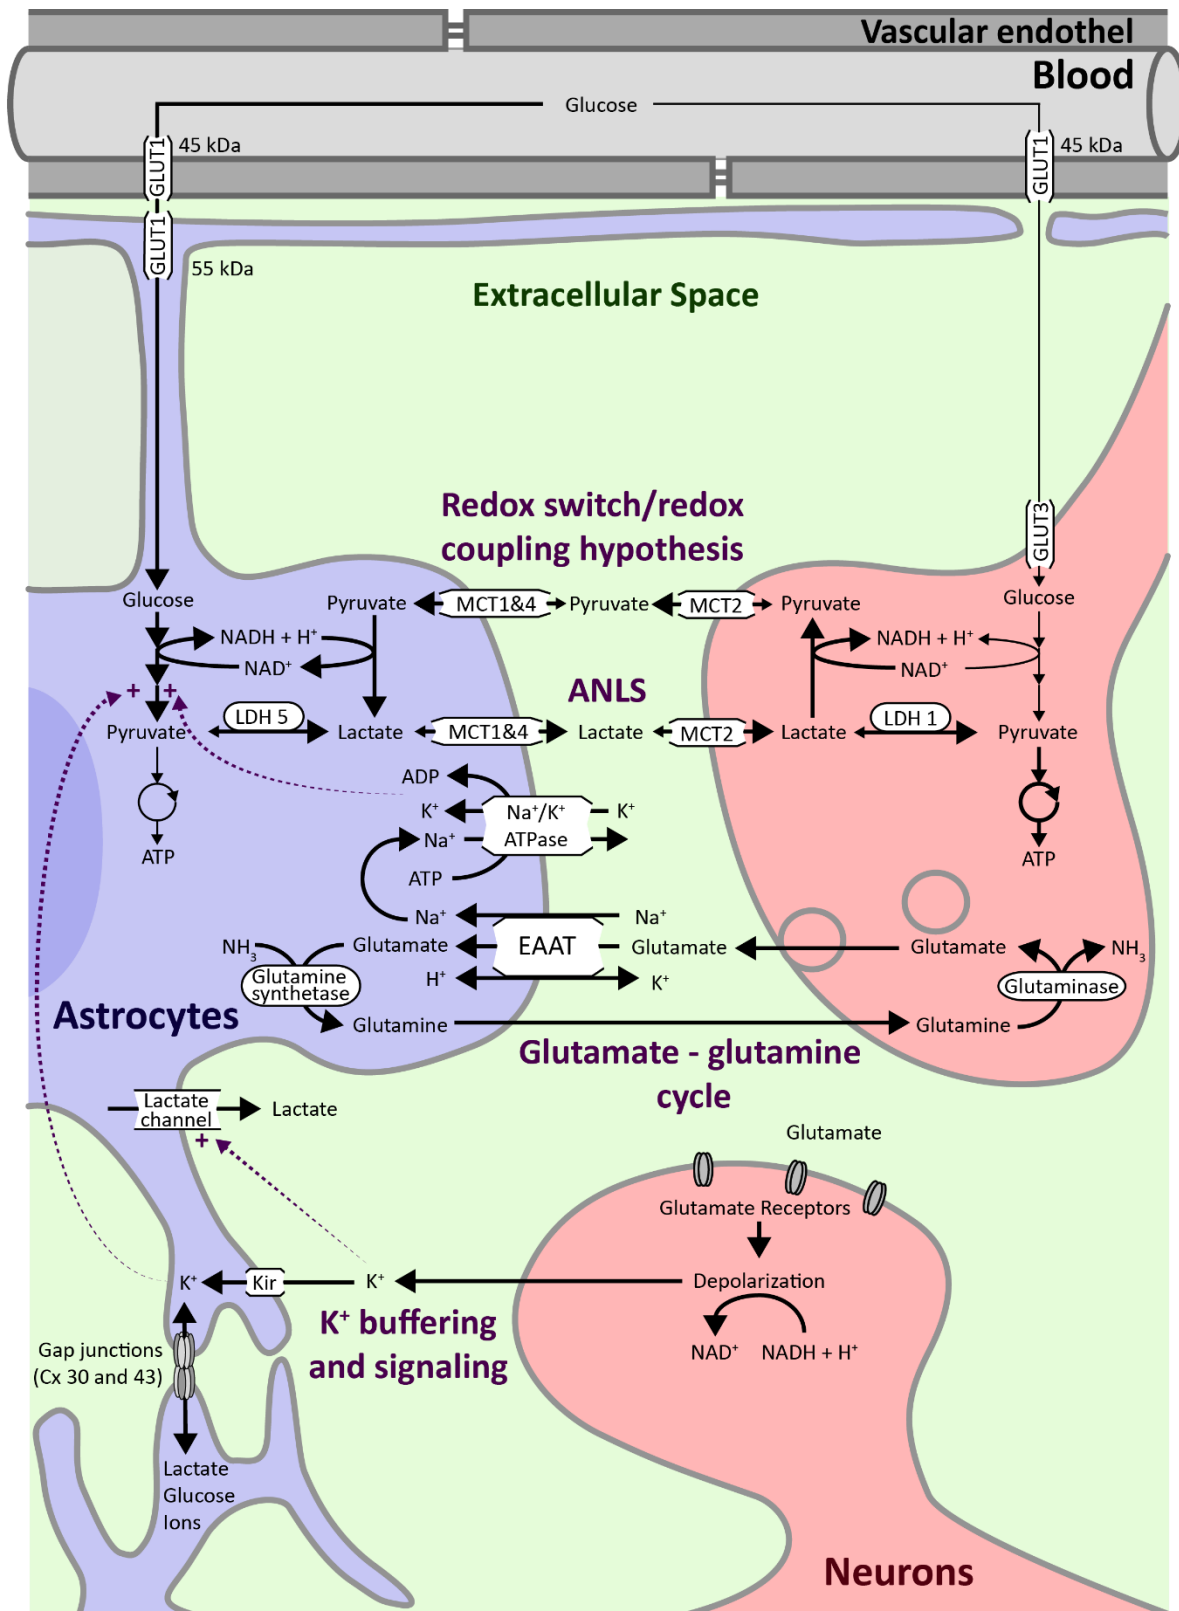 Vascular endothel
Blood
Glucose
GLUT1
45 kDa
GLUT1
45 kDa
GLUT1
55 kDa
Extracellular Space
GLUT3
Redox switch/redox
coupling hypothesis
Glucose
Pyruvate
MCT1&4
Pyruvate
MCT2
Pyruvate
Glucose
NADH + H⁺
NAD⁺
NADH + H⁺
NAD⁺
+ +
ANLS
Pyruvate
LDH 5
Lactate
MCT1&4
Lactate
MCT2
Lactate
LDH 1
Pyruvate
ATP
ATP
ADP
K⁺
Na⁺/K⁺
K⁺
Na⁺
ATPase
ATP
Na⁺
Na⁺
NH₃
Glutamate
EAAT
Glutamate
Glutamate
NH₃
Glutamine
synthetase
H⁺
K⁺
Glutaminase
Astrocytes
Glutamine
Glutamine
Glutamate - glutamine
cycle
Lactate
channel
Lactate
+
Glutamate
Glutamate Receptors
K⁺
Kir
K⁺
Depolarization
K⁺ buffering
and signaling
NAD⁺
NADH + H⁺
Gap junctions
(Cx 30 and 43)
Lactate
Glucose
Ions
Neurons